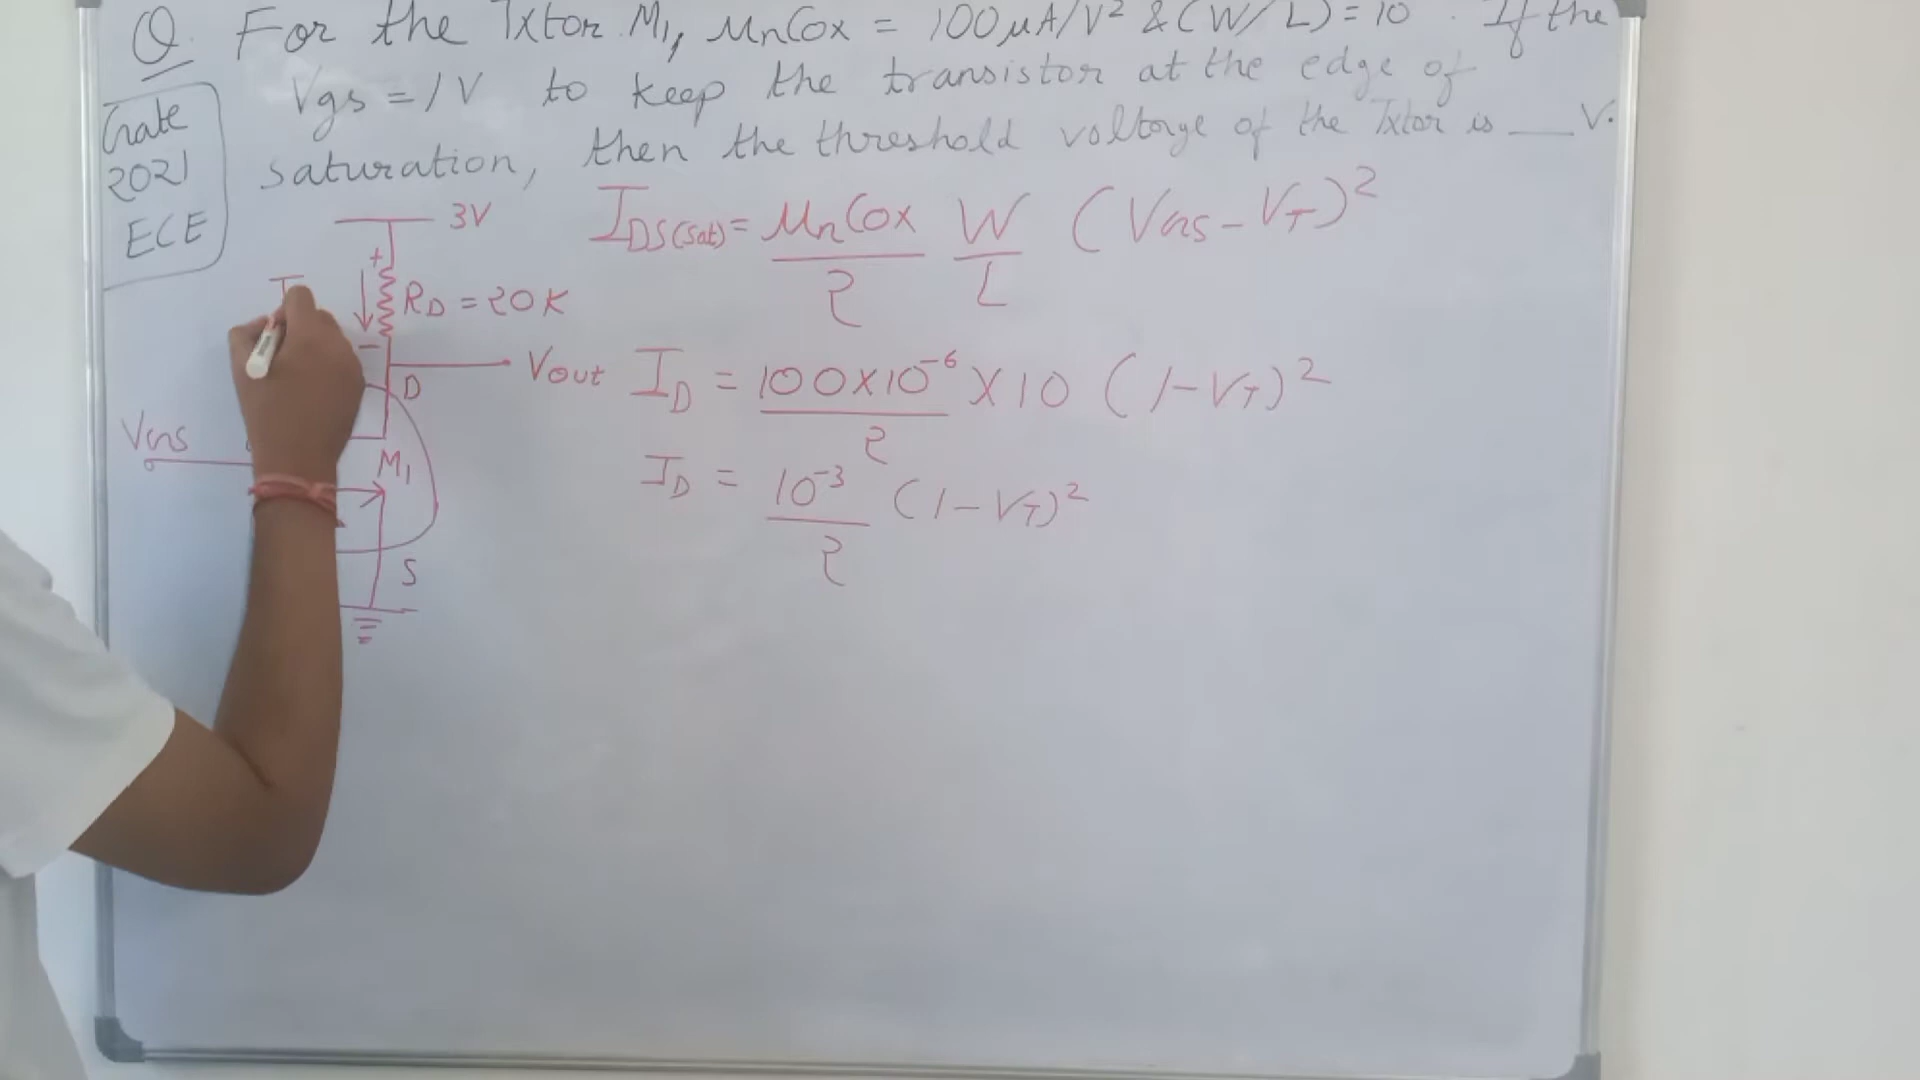 Q. For the Txtor M1, μnCox = 100μA/V² & (W/L) = 10. If the
Vgs = 1V to keep the transistor at the edge of
saturation, then the threshold voltage of the Txtor is ___ V.
Gate
2021
ECE
IDS(sat) = μnCox/2 W/L (VGS - VT)²
3V
+
I
RD = 20K
-
Vout
D
ID = 100×10⁻⁶/2 × 10 (1 - VT)²
VGS
M1
ID = 10⁻³/2 (1 - VT)²
S